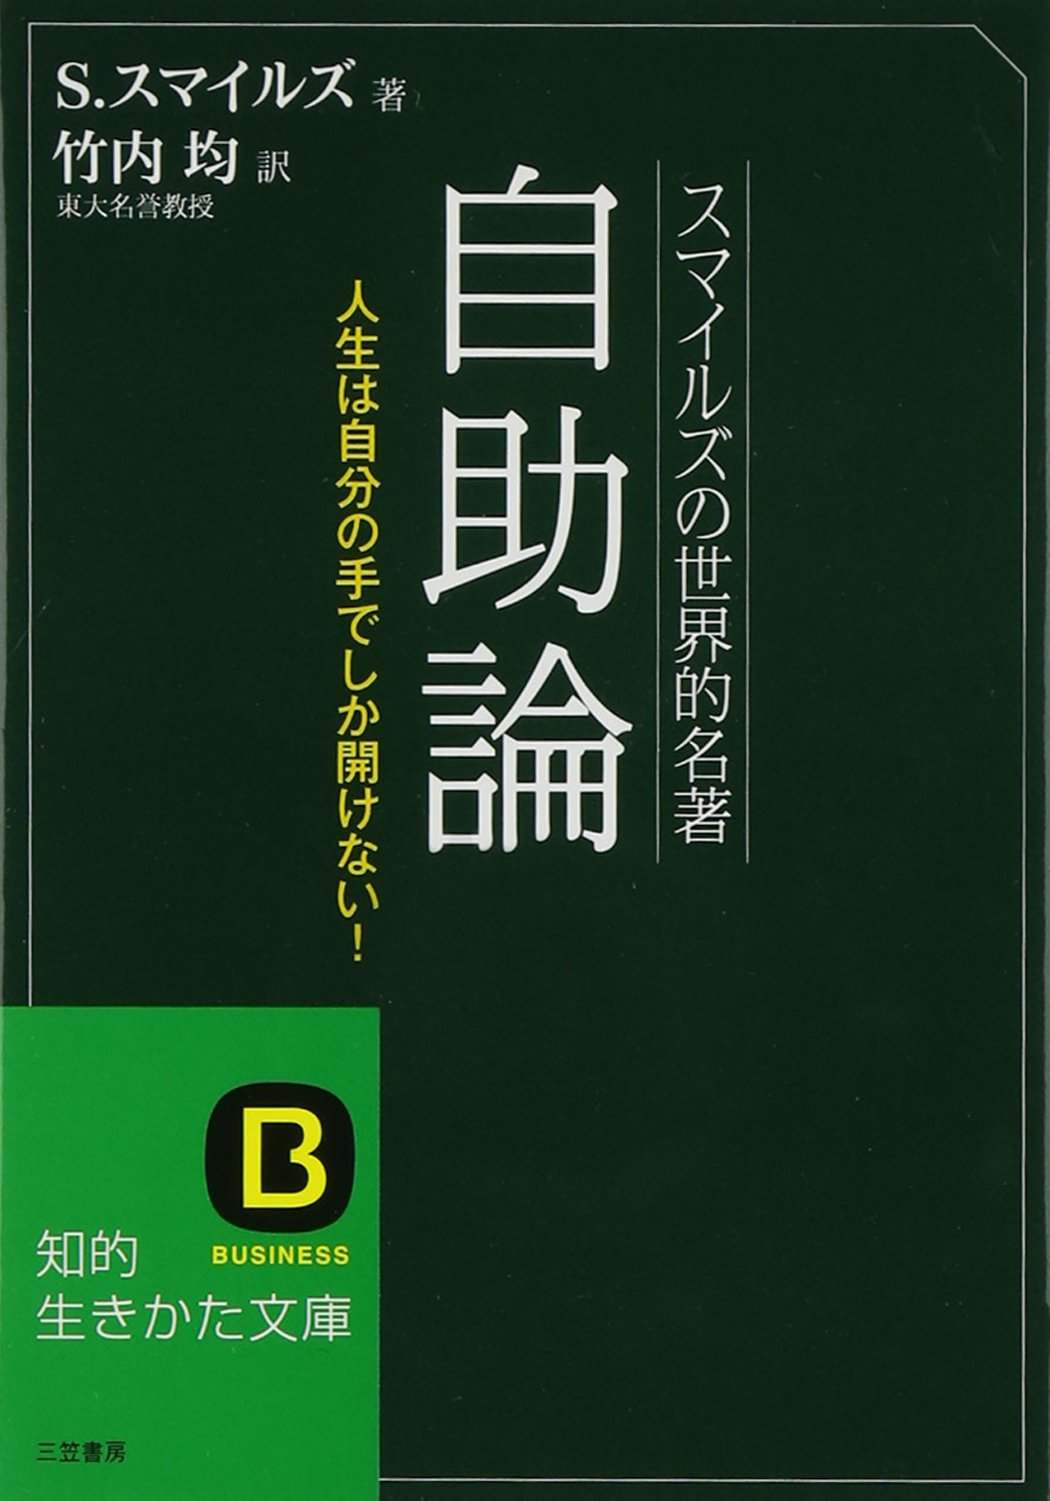 S.スマイルズ 著
竹内 均 訳
東大名誉教授
スマイルズの世界的名著
自助論
人生は自分の手でしか開けない!
B
BUSINESS
知的
生きかた文庫
三笠書房